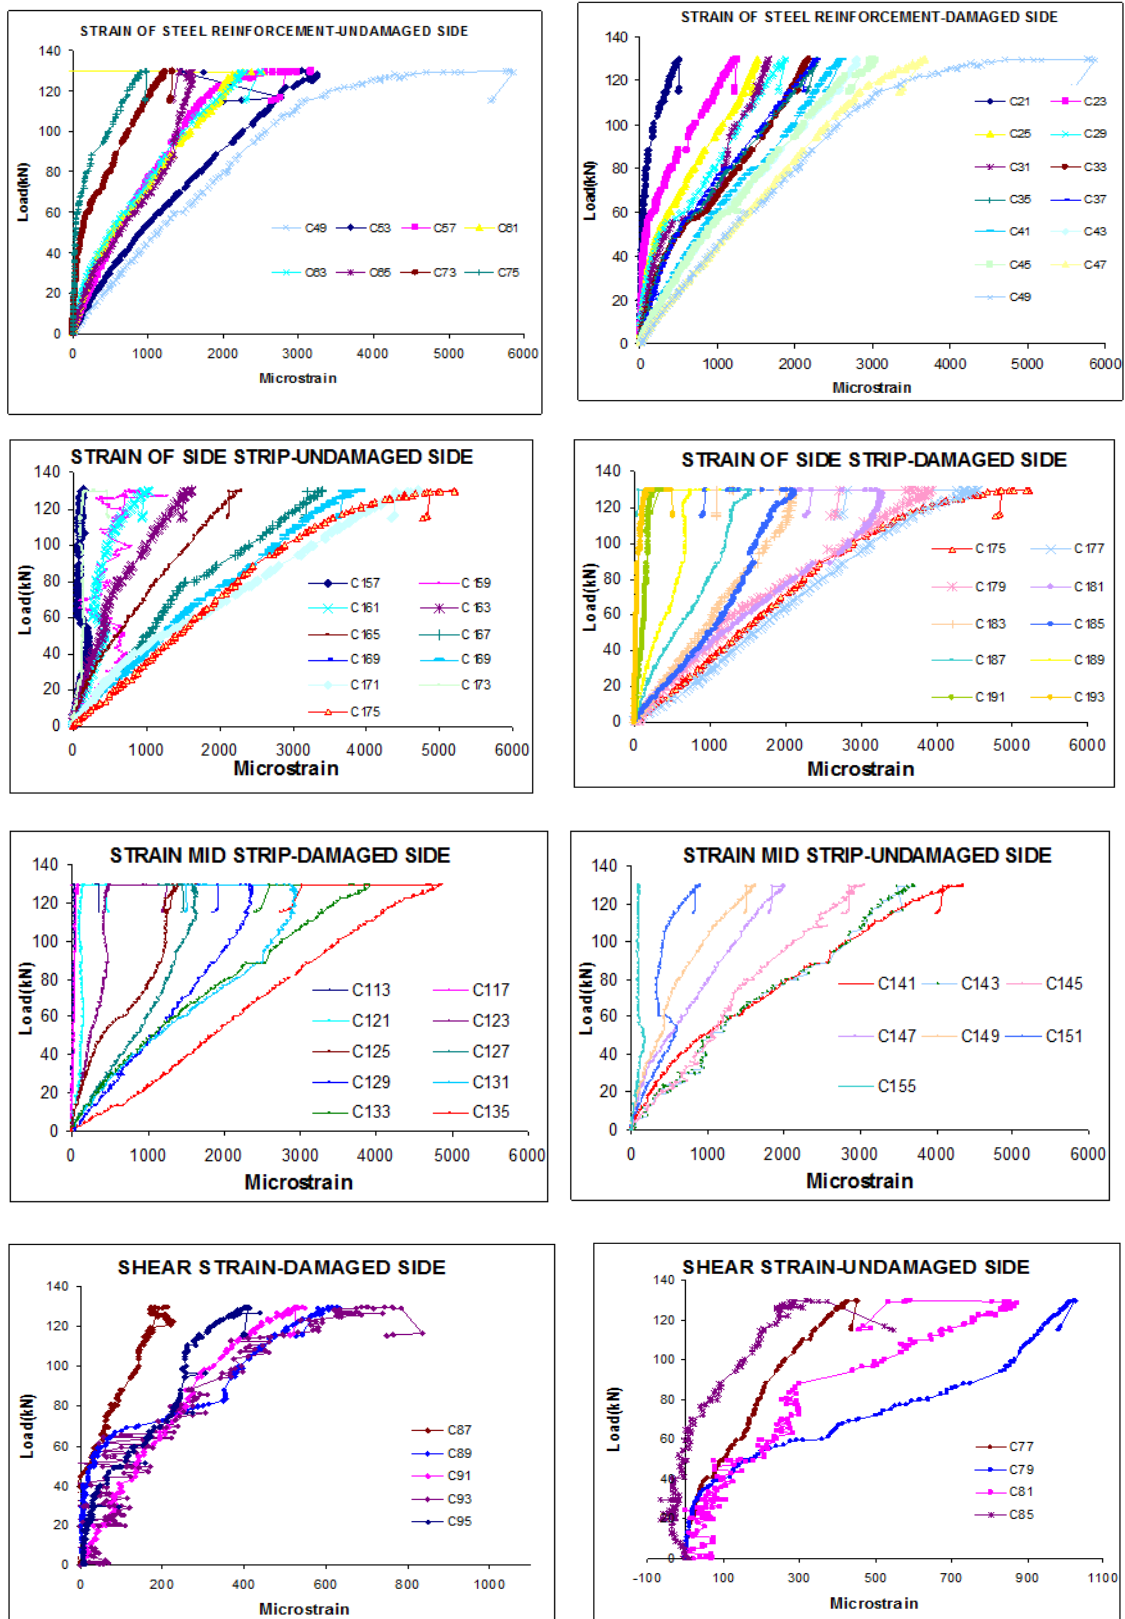 STRAIN OF STEEL REINFORCEMENT-UNDAMAGED SIDE
140
120
100
80
60
40
20
0
Load(kN)
C49 C53 C57 C61
C63 C65 C73 C75
0 1000 2000 3000 4000 5000 6000
Microstrain
STRAIN OF STEEL REINFORCEMENT-DAMAGED SIDE
140
120
100
80
60
40
20
0
Load(kN)
C21 C23
C25 C29
C31 C33
C35 C37
C41 C43
C45 C47
C49
0 1000 2000 3000 4000 5000 6000
Microstrain
STRAIN OF SIDE STRIP-UNDAMAGED SIDE
140
120
100
80
60
40
20
0
Load(kN)
C157 C159
C161 C163
C165 C167
C169 C169
C171 C173
C175
0 1000 2000 3000 4000 5000 6000
Microstrain
STRAIN OF SIDE STRIP-DAMAGED SIDE
140
120
100
80
60
40
20
0
Load(kN)
C175 C177
C179 C181
C183 C185
C187 C189
C191 C193
0 1000 2000 3000 4000 5000 6000
Microstrain
STRAIN MID STRIP-DAMAGED SIDE
140
120
100
80
60
40
20
0
Load(kN)
C113 C117
C121 C123
C125 C127
C129 C131
C133 C135
0 1000 2000 3000 4000 5000 6000
Microstrain
STRAIN MID STRIP-UNDAMAGED SIDE
140
120
100
80
60
40
20
0
Load(kN)
C141 C143 C145
C147 C149 C151
C155
0 1000 2000 3000 4000 5000 6000
Microstrain
SHEAR STRAIN-DAMAGED SIDE
140
120
100
80
60
40
20
0
Load(kN)
C87
C89
C91
C93
C95
0 200 400 600 800 1000
Microstrain
SHEAR STRAIN-UNDAMAGED SIDE
140
120
100
80
60
40
20
0
Load(kN)
C77
C79
C81
C85
-100 100 300 500 700 900 1100
Microstrain